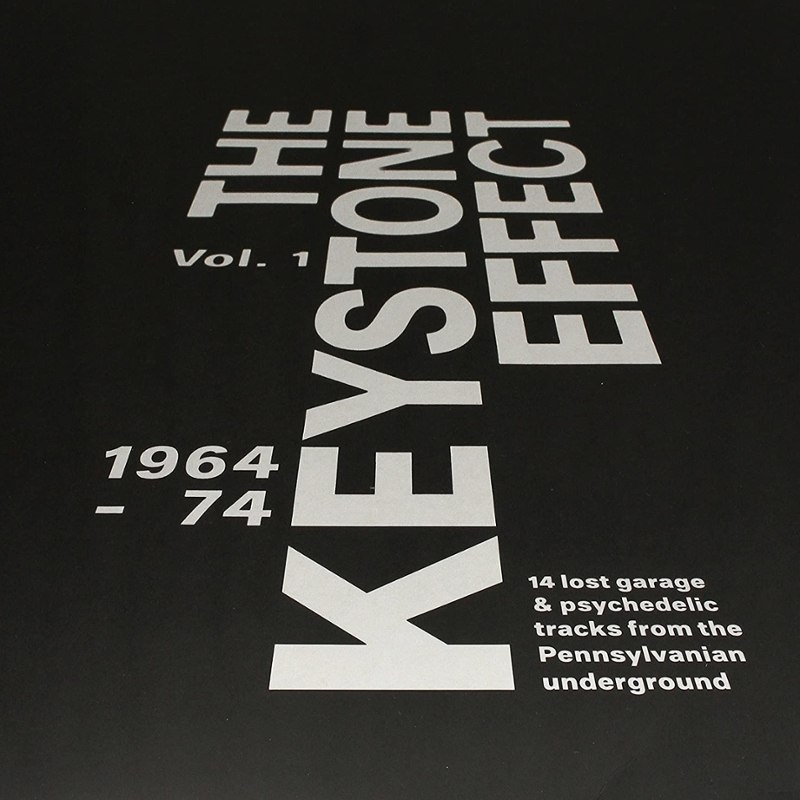 THE
KEYSTONE
EFFECT
Vol. 1
1964
- 74
14 lost garage
& psychedelic
tracks from the
Pennsylvanian
underground